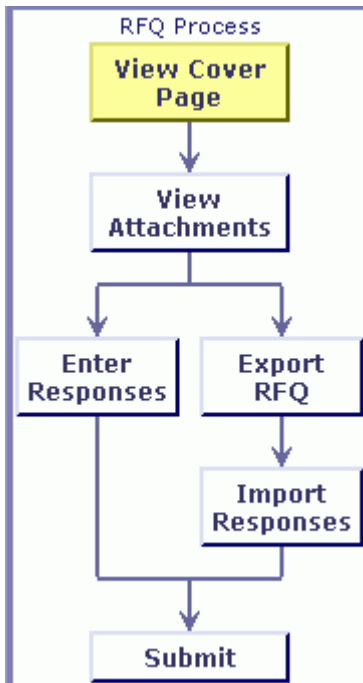 RFQ Process
View Cover
Page
View
Attachments
Enter
Responses
Export
RFQ
Import
Responses
Submit